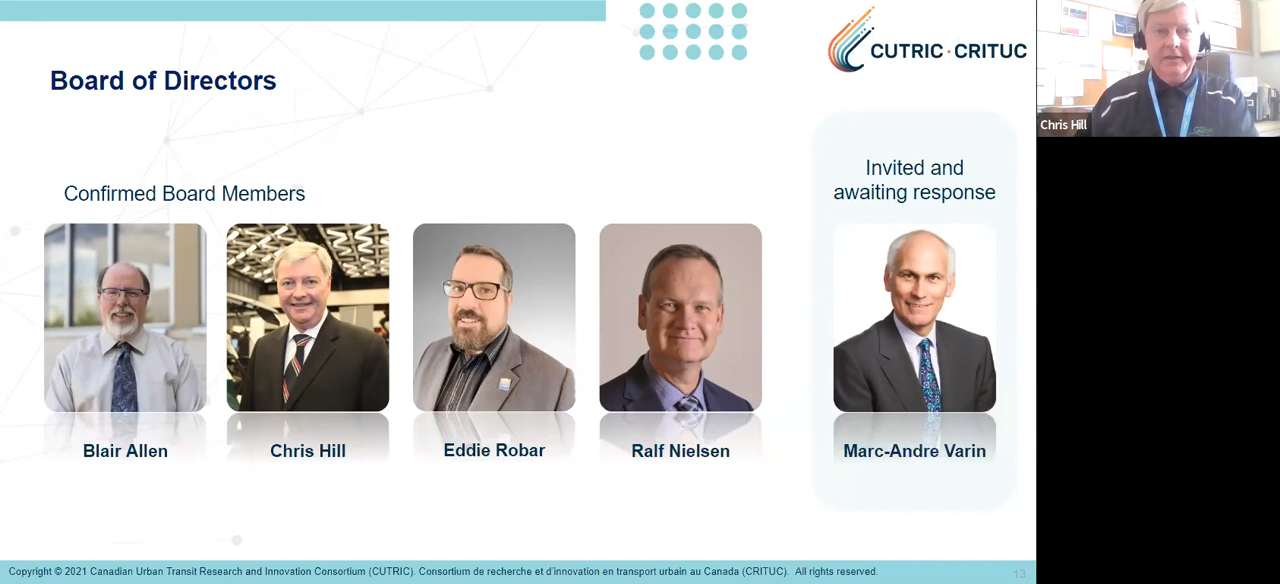 CUTRIC · CRITUC
Chris Hill
Board of Directors
Confirmed Board Members
Invited and
awaiting response
Blair Allen
Chris Hill
Eddie Robar
Ralf Nielsen
Marc-Andre Varin
Copyright © 2021 Canadian Urban Transit Research and Innovation Consortium (CUTRIC). Consortium de recherche et d'innovation en transport urbain au Canada (CRITUC). All rights reserved.
13